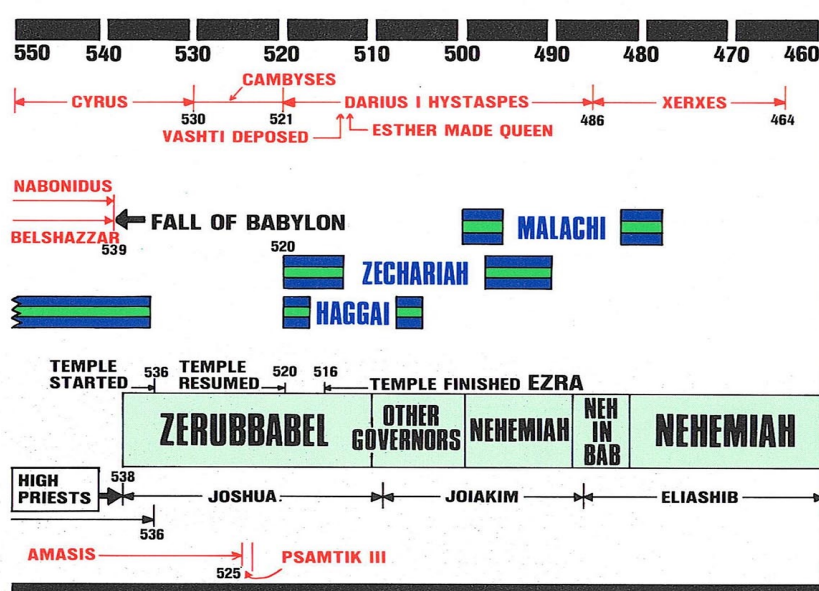 550 540 530 520 510 500 490 480 470 460
CAMBYSES
CYRUS DARIUS I HYSTASPES XERXES
530 521 486 464
VASHTI DEPOSED ESTHER MADE QUEEN
NABONIDUS
FALL OF BABYLON
BELSHAZZAR
539
MALACHI
520
ZECHARIAH
HAGGAI
TEMPLE STARTED 536
TEMPLE RESUMED 520
516 TEMPLE FINISHED EZRA
ZERUBBABEL
OTHER
GOVERNORS
NEHEMIAH
NEH
IN
BAB
NEHEMIAH
HIGH
PRIESTS
538
JOSHUA JOIAKIM ELIASHIB
536
AMASIS PSAMTIK III
525